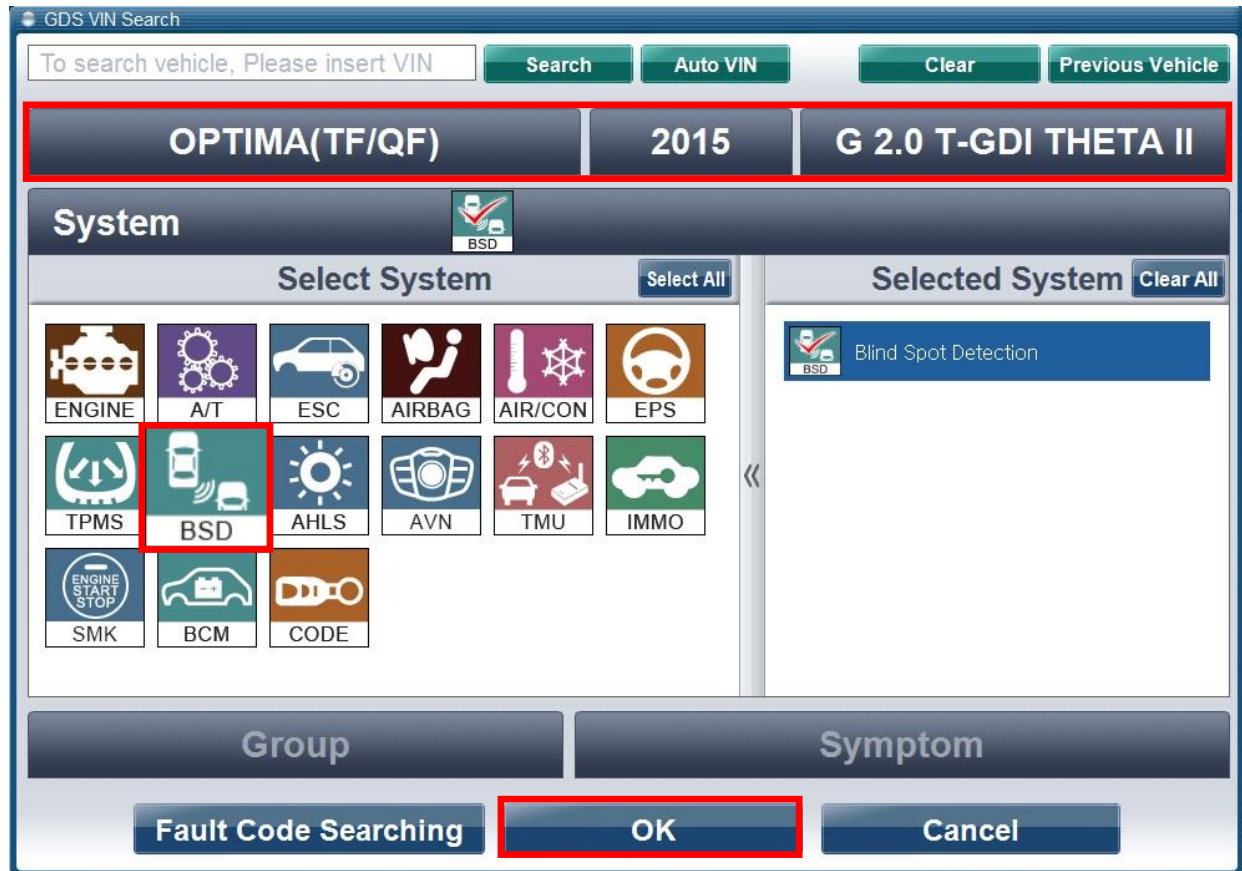 GDS VIN Search
To search vehicle, Please insert VIN Search Auto VIN Clear Previous Vehicle
OPTIMA(TF/QF) 2015 G 2.0 T-GDI THETA II
System BSD
Select System Select All Selected System Clear All
BSD Blind Spot Detection
ENGINE A/T ESC AIRBAG AIR/CON EPS
TPMS BSD AHLS AVN TMU IMMO
ENGINE
START
STOP
SMK BCM CODE
Group Symptom
Fault Code Searching OK Cancel